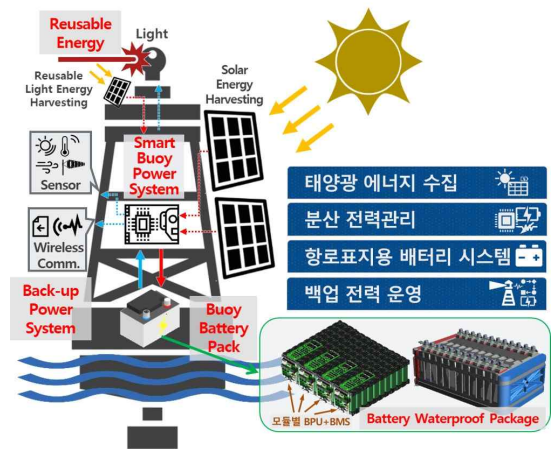 Reusable
Energy
Light
Reusable
Light Energy
Harvesting
Solar
Energy
Harvesting
Sensor
Smart
Buoy Power
System
Wireless
Comm.
Back-up
Power
System
Buoy
Battery
Pack
태양광 에너지 수집
분산 전력관리
항로표지용 배터리 시스템
백업 전력 운영
모듈별 BPU+BMS
Battery Waterproof Package